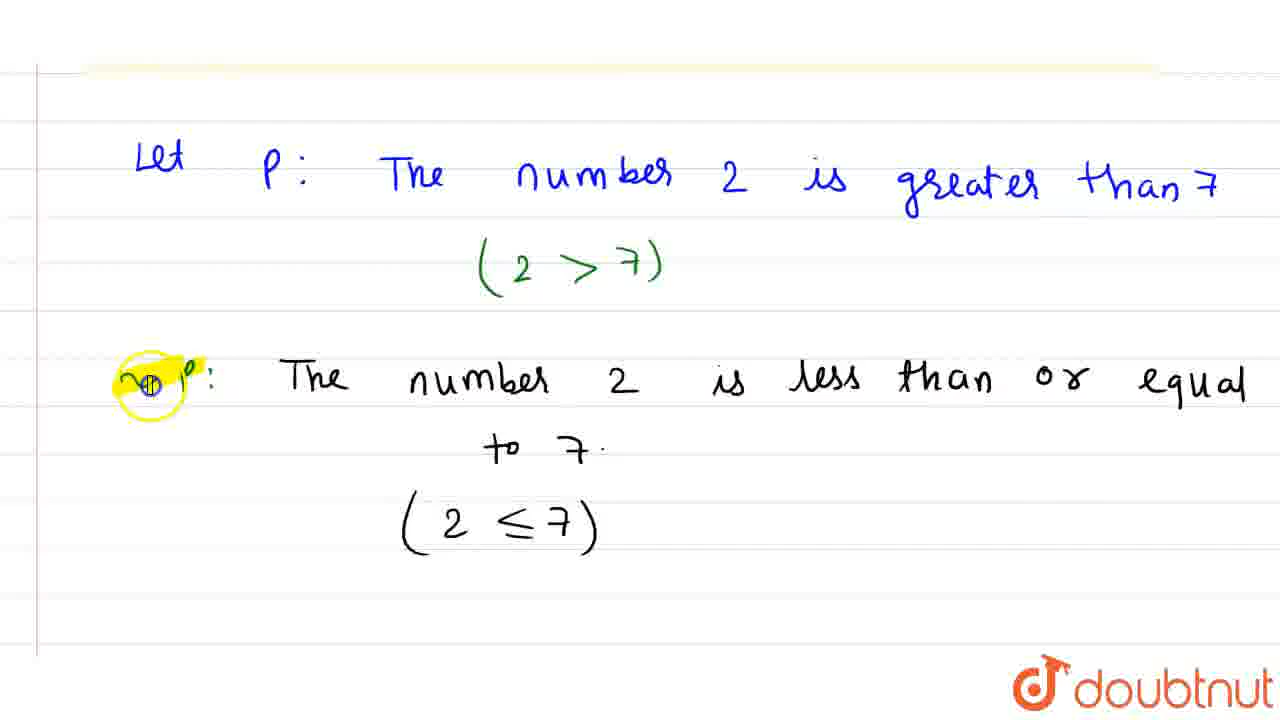 Let P: The number 2 is greater than 7
(2 > 7)
~p: The number 2 is less than or equal
to 7.
(2 ≤ 7)
doubtnut